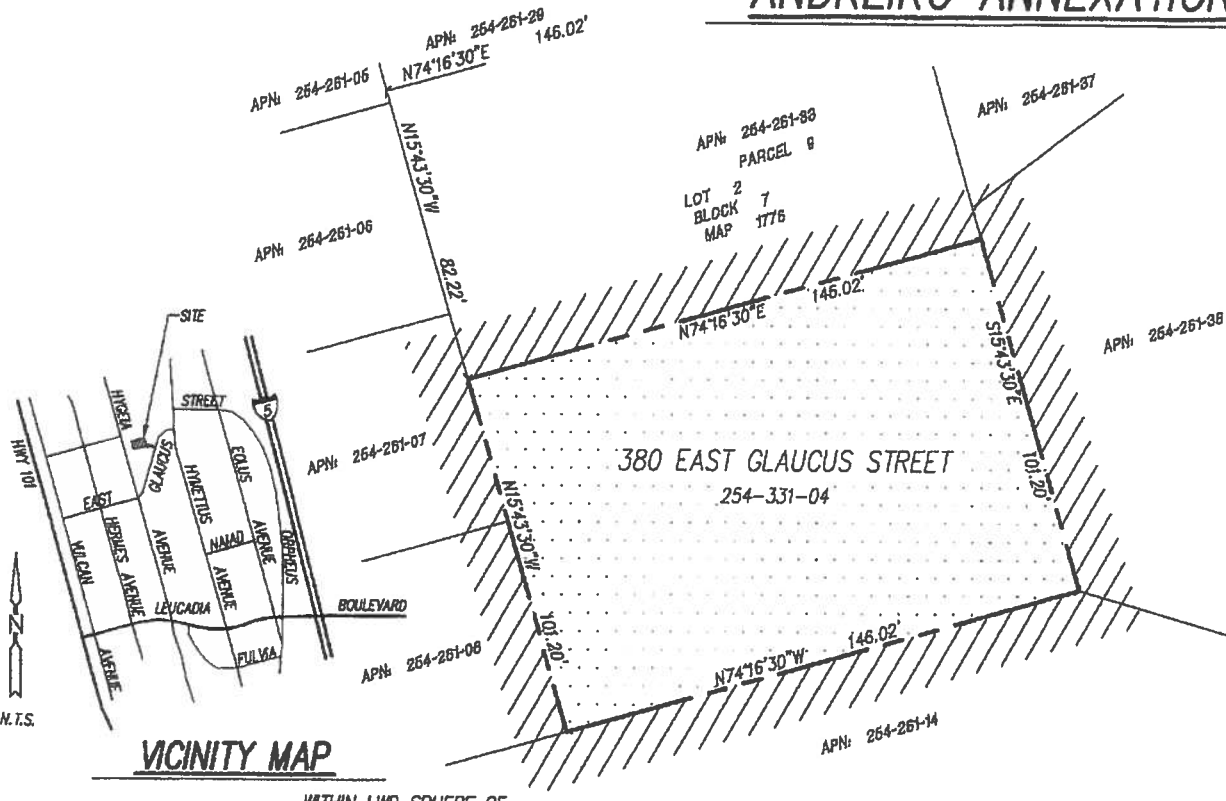 ANDREIRO ANNEXATION
APN: 254-261-29
146.02'
N74°16'30"E
APN: 254-261-05
APN: 254-261-37
APN: 254-261-83
PARCEL 9
LOT 2
BLOCK 7
MAP 1776
N15°43'30"W
82.22'
APN: 254-261-06
146.02'
N74°16'30"E
APN: 254-261-38
S15°43'30"E
101.20'
SITE
HYGEIA
STREET
5
HWY 101
GLAUCUS
EOLUS
HYMETTUS
EAST
NAIAD
AVENUE
ORPHEUS
VULCAN
HERMES AVENUE
AVENUE
AVENUE
LEUCADIA
BOULEVARD
FULVIA
AVENUE
N
N.T.S.
VICINITY MAP
APN: 254-261-07
380 EAST GLAUCUS STREET
254-331-04
N15°43'30"W
101.20'
APN: 254-261-08
146.02'
N74°16'30"W
APN: 254-261-14